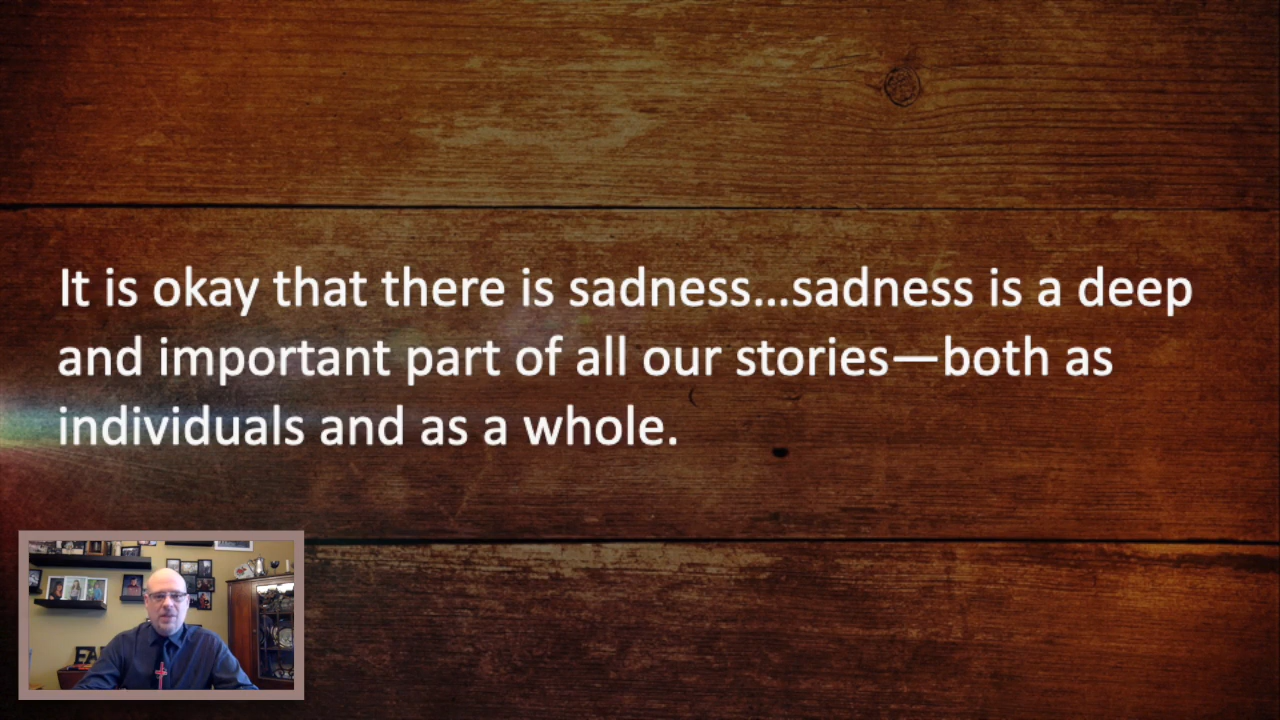 It is okay that there is sadness...sadness is a deep
and important part of all our stories—both as
individuals and as a whole.